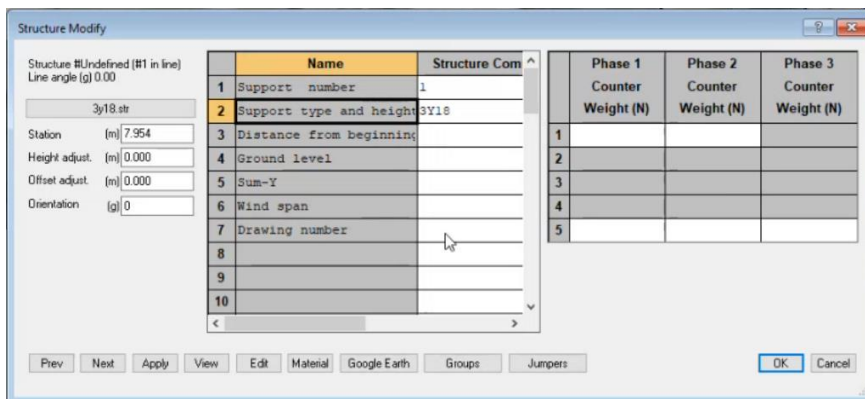 Structure Modify
Structure #Undefined (#1 in line)
Line angle (g) 0.00
3y18.str
Station (m) 7.954
Height adjust. (m) 0.000
Offset adjust. (m) 0.000
Orientation (g) 0
Name Structure Com
1 Support number 1
2 Support type and height 3Y18
3 Distance from beginning
4 Ground level
5 Sum-Y
6 Wind span
7 Drawing number
8
9
10
Phase 1 Phase 2 Phase 3
Counter Counter Counter
Weight (N) Weight (N) Weight (N)
1
2
3
4
5
Prev Next Apply View Edit Material Google Earth Groups Jumpers OK Cancel